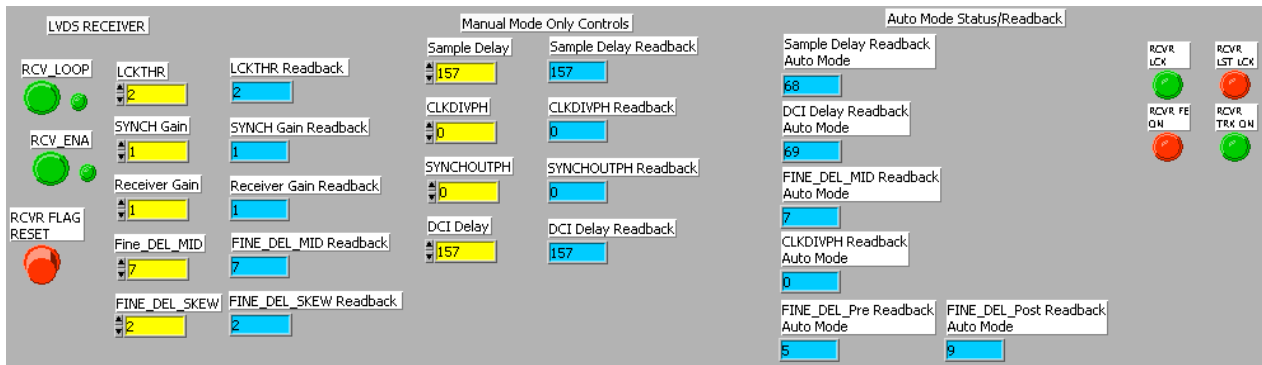 LVDS RECEIVER
RCV_LOOP
RCV_ENA
RCVR FLAG
RESET
LCKTHR
2
LCKTHR Readback
2
SYNCH Gain
1
SYNCH Gain Readback
1
Receiver Gain
1
Receiver Gain Readback
1
Fine_DEL_MID
7
FINE_DEL_MID Readback
7
FINE_DEL_SKEW
2
FINE_DEL_SKEW Readback
2
Manual Mode Only Controls
Sample Delay
157
Sample Delay Readback
157
CLKDIVPH
0
CLKDIVPH Readback
0
SYNCHOUTPH
0
SYNCHOUTPH Readback
0
DCI Delay
157
DCI Delay Readback
157
Auto Mode Status/Readback
Sample Delay Readback
Auto Mode
68
DCI Delay Readback
Auto Mode
69
FINE_DEL_MID Readback
Auto Mode
7
CLKDIVPH Readback
Auto Mode
0
FINE_DEL_Pre Readback
Auto Mode
5
FINE_DEL_Post Readback
Auto Mode
9
RCVR
LCK
RCVR
LST LCK
RCVR FE
ON
RCVR
TRK ON